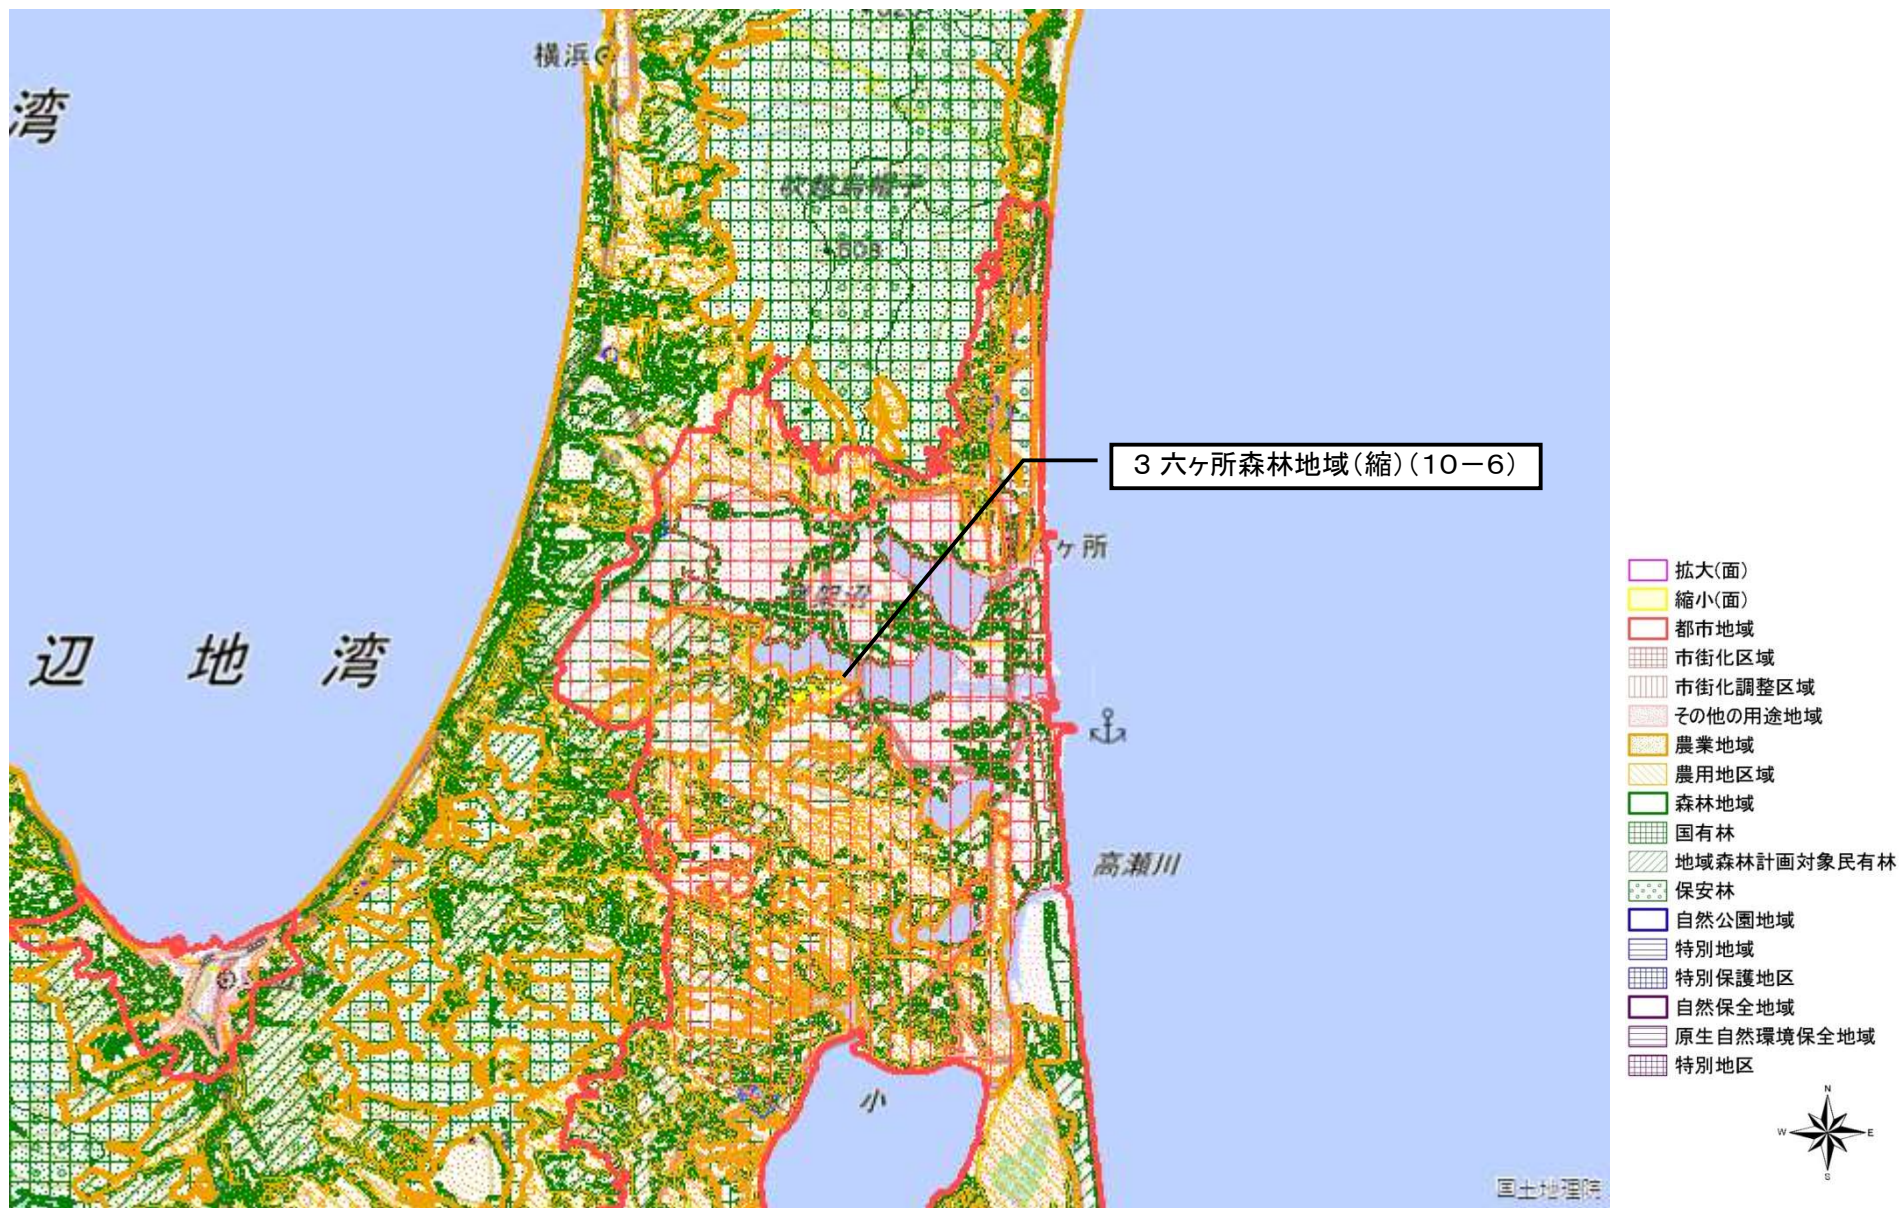 横浜
湾
3 六ヶ所森林地域(縮)(10-6)
ヶ所
辺 地 湾
高瀬川
小
国土地理院
拡大(面)
縮小(面)
都市地域
市街化区域
市街化調整区域
その他の用途地域
農業地域
農用地区域
森林地域
国有林
地域森林計画対象民有林
保安林
自然公園地域
特別地域
特別保護地区
自然保全地域
原生自然環境保全地域
特別地区
N
W E
S